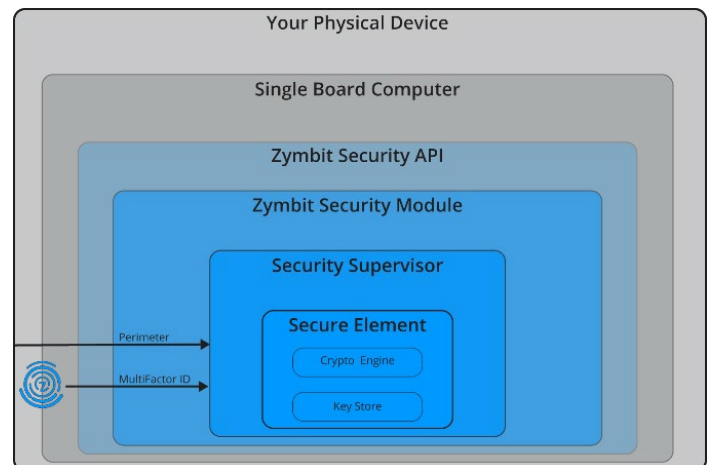 Your Physical Device
Single Board Computer
Zymbit Security API
Zymbit Security Module
Security Supervisor
Secure Element
Perimeter
Crypto Engine
MultiFactor ID
Key Store